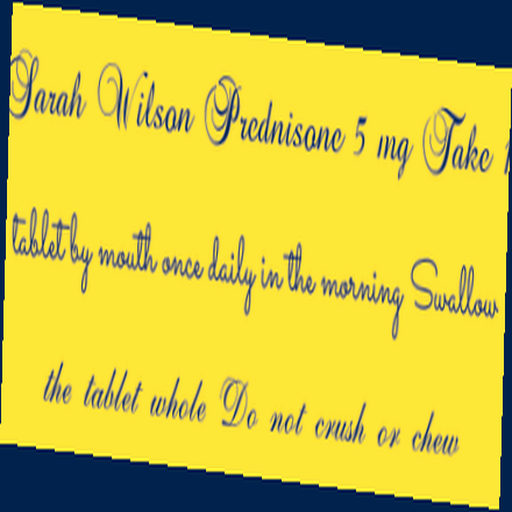 Sarah Wilson Prednisone 5 mg Take 1
tablet by mouth once daily in the morning Swallow
the tablet whole Do not crush or chew